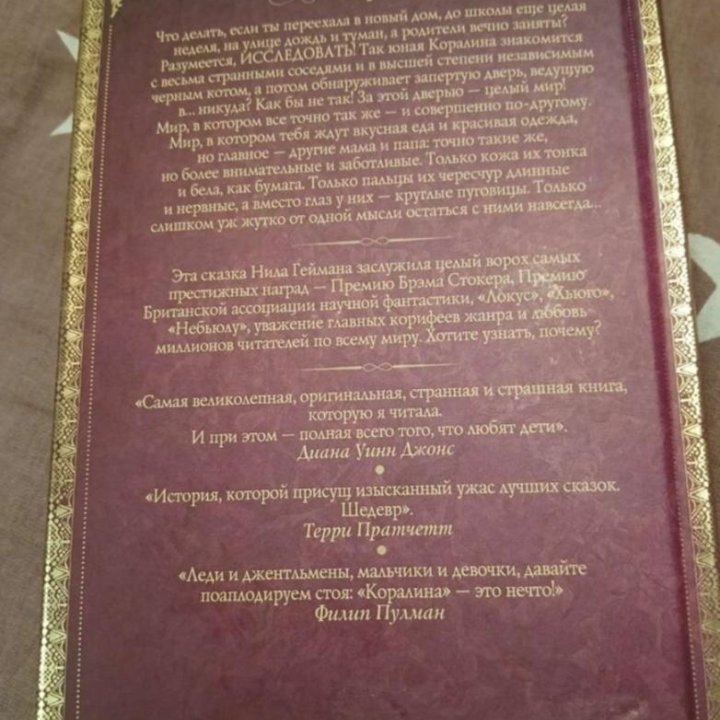 Что делать, если ты переехала в новый дом, до школы еще целая
неделя, на улице дождь и туман, а родители вечно заняты?
Разумеется, ИССЛЕДОВАТЬ! Так юная Коралина знакомится
с весьма странными соседями и в высшей степени независимым
черным котом, а потом обнаруживает запертую дверь, ведущую
в... никуда? Как бы не так! За этой дверью — целый мир!
Мир, в котором все точно так же — и совершенно по-другому.
Мир, в котором тебя ждут вкусная еда и красивая одежда,
но главное — другие мама и папа: точно такие же,
но более внимательные и заботливые. Только кожа их тонка
и бела, как бумага. Только пальцы их чересчур длинные
и нервные, а вместо глаз у них — круглые пуговицы. Только
слишком уж жутко от одной мысли остаться с ними навсегда...
Эта сказка Нила Геймана заслужила целый ворох самых
престижных наград — Премию Брэма Стокера, Премию
Британской ассоциации научной фантастики, «Локус», «Хьюго»,
«Небьюлу», уважение главных корифеев жанра и любовь
миллионов читателей по всему миру. Хотите узнать, почему?
«Самая великолепная, оригинальная, странная и страшная книга,
которую я читала.
И при этом — полная всего того, что любят дети».
Диана Уинн Джонс
«История, которой присущ изысканный ужас лучших сказок.
Шедевр».
Терри Пратчетт
«Леди и джентльмены, мальчики и девочки, давайте
поаплодируем стоя: «Коралина» — это нечто!»
Филип Пулман